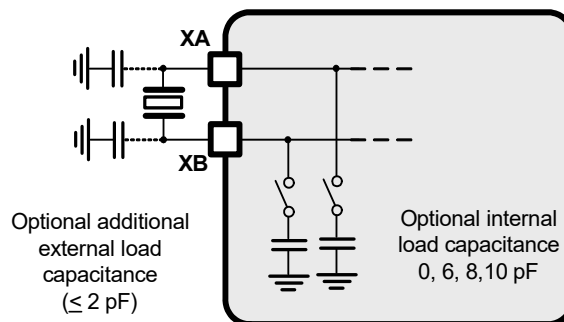 XA
XB
Optional additional
external load
capacitance
(≤ 2 pF)
Optional internal
load capacitance
0, 6, 8,10 pF